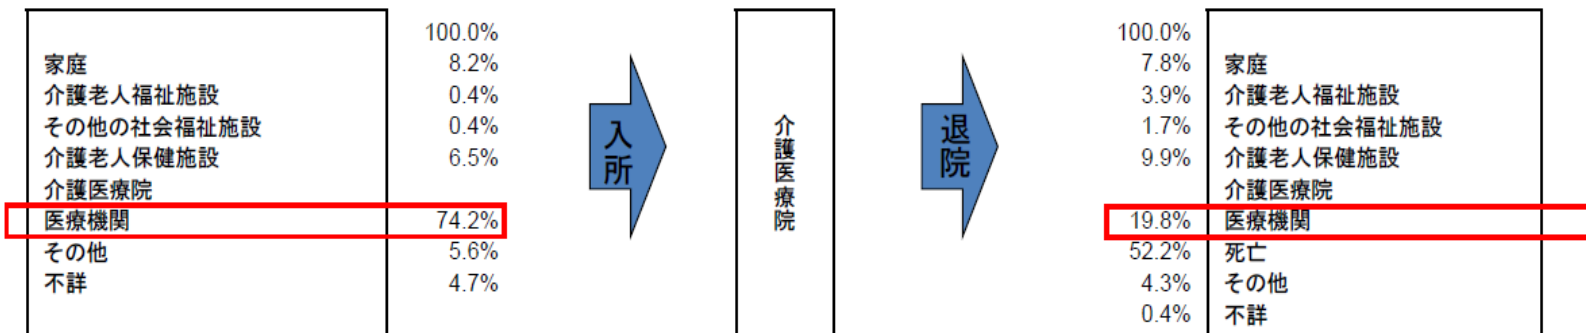 100.0%
家庭 8.2%
介護老人福祉施設 0.4%
その他の社会福祉施設 0.4%
介護老人保健施設 6.5%
介護医療院
医療機関 74.2%
その他 5.6%
不詳 4.7%
入所
介護医療院
退院
100.0%
7.8% 家庭
3.9% 介護老人福祉施設
1.7% その他の社会福祉施設
9.9% 介護老人保健施設
介護医療院
19.8% 医療機関
52.2% 死亡
4.3% その他
0.4% 不詳